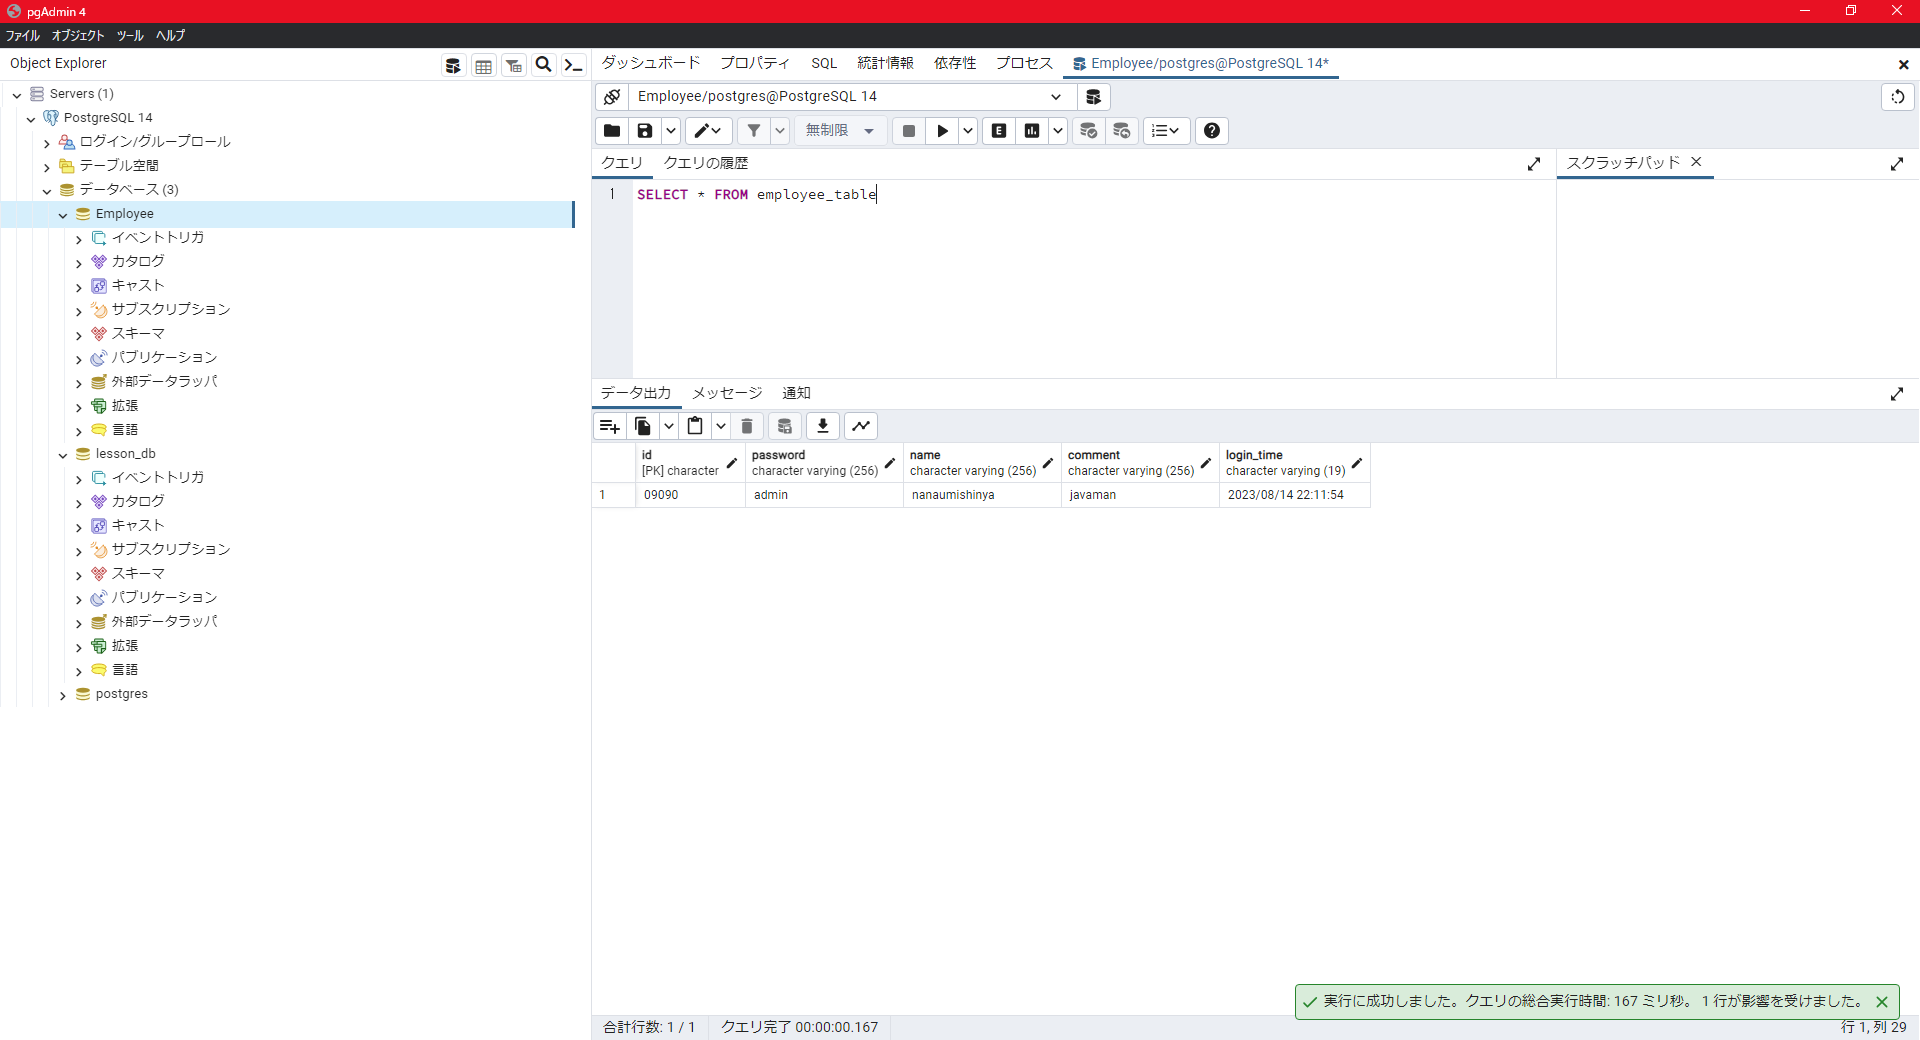 pgAdmin 4
ファイル オブジェクト ツール ヘルプ
Object Explorer
Servers (1)
PostgreSQL 14
ログイン/グループロール
テーブル空間
データベース (3)
Employee
イベントトリガ
カタログ
キャスト
サブスクリプション
スキーマ
パブリケーション
外部データラッパ
拡張
言語
lesson_db
イベントトリガ
カタログ
キャスト
サブスクリプション
スキーマ
パブリケーション
外部データラッパ
拡張
言語
postgres
ダッシュボード プロパティ SQL 統計情報 依存性 プロセス Employee/postgres@PostgreSQL 14*
Employee/postgres@PostgreSQL 14
無制限 E
クエリ クエリの履歴
スクラッチパッド
1 SELECT * FROM employee_table
データ出力 メッセージ 通知
id password name comment login_time
[PK] character character varying (256) character varying (256) character varying (256) character varying (19)
1 09090 admin nanaumishinya javaman 2023/08/14 22:11:54
実行に成功しました。クエリの総合実行時間: 167 ミリ秒。 1 行が影響を受けました。
合計行数: 1 / 1 クエリ完了 00:00:00.167 行 1, 列 29